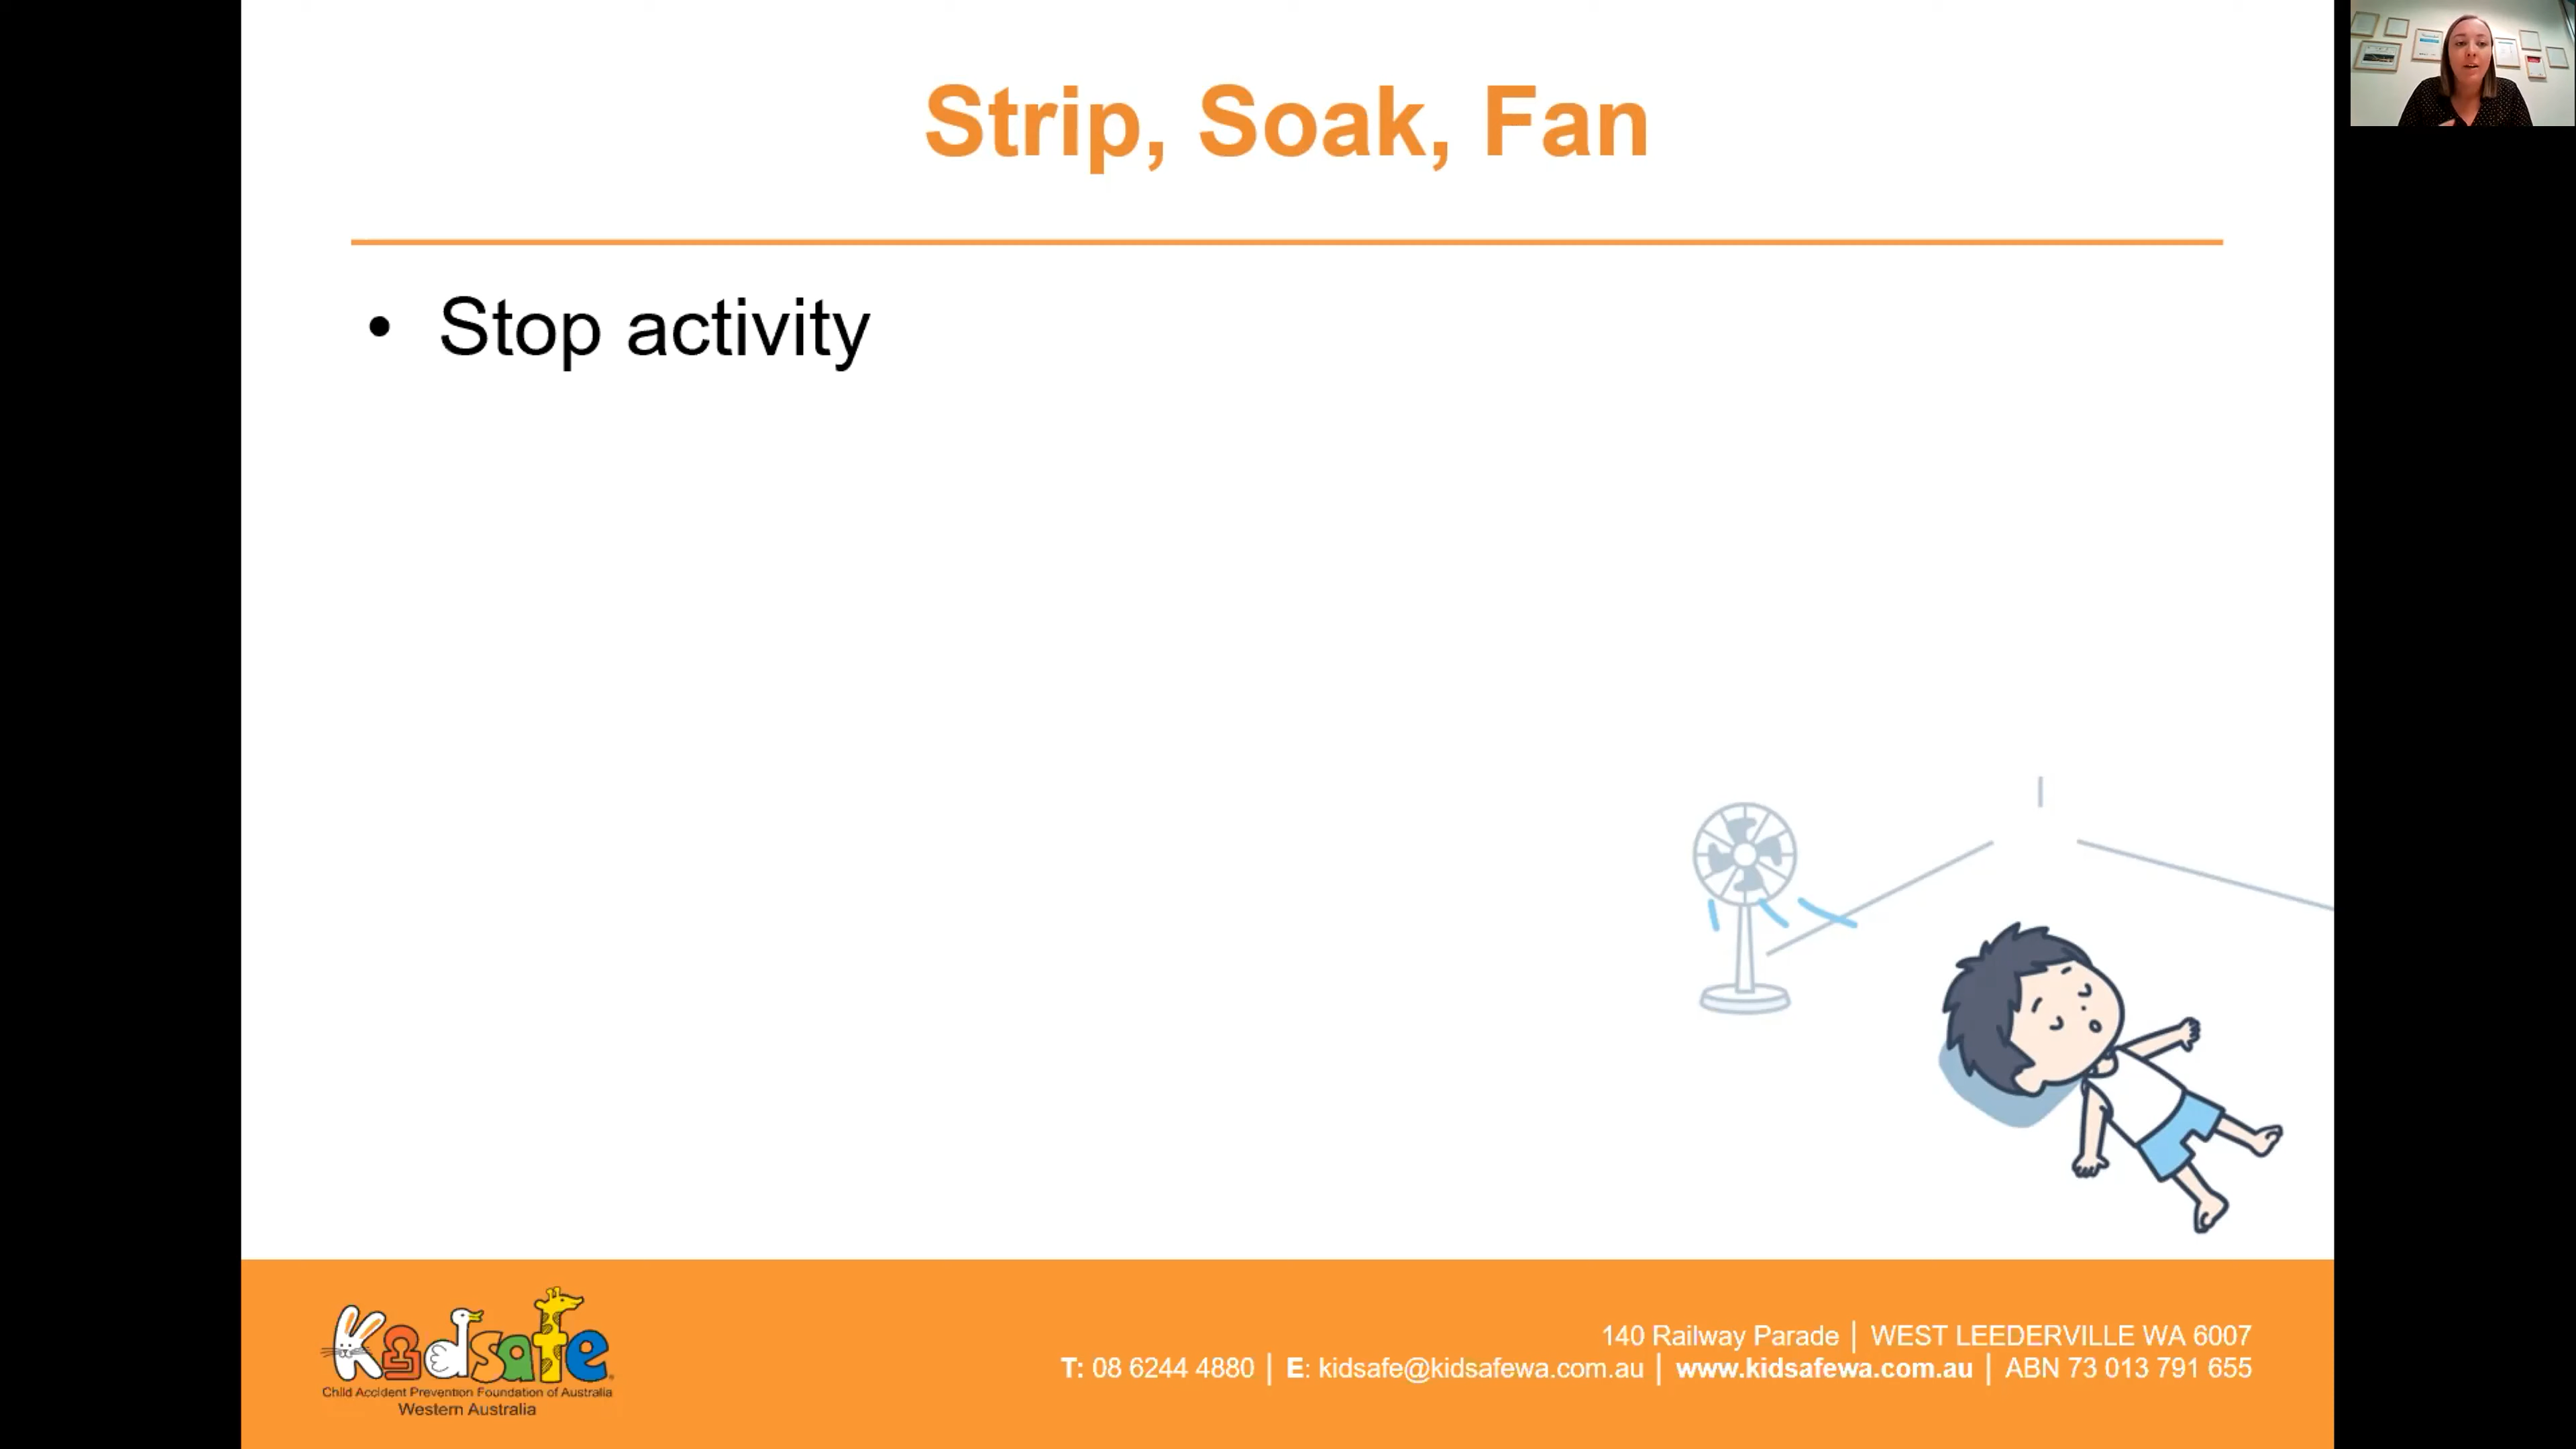 Strip, Soak, Fan
• Stop activity
Kidsafe
Child Accident Prevention Foundation of Australia
Western Australia
140 Railway Parade | WEST LEEDERVILLE WA 6007
T: 08 6244 4880 | E: kidsafe@kidsafewa.com.au | www.kidsafewa.com.au | ABN 73 013 791 655